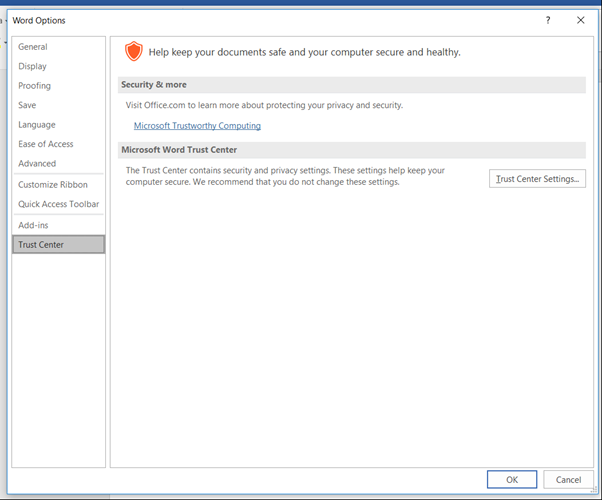 Word Options
?
General
Display
Proofing
Save
Language
Ease of Access
Advanced
Customize Ribbon
Quick Access Toolbar
Add-ins
Trust Center
Help keep your documents safe and your computer secure and healthy.
Security & more
Visit Office.com to learn more about protecting your privacy and security.
Microsoft Trustworthy Computing
Microsoft Word Trust Center
The Trust Center contains security and privacy settings. These settings help keep your
computer secure. We recommend that you do not change these settings.
Trust Center Settings...
OK
Cancel